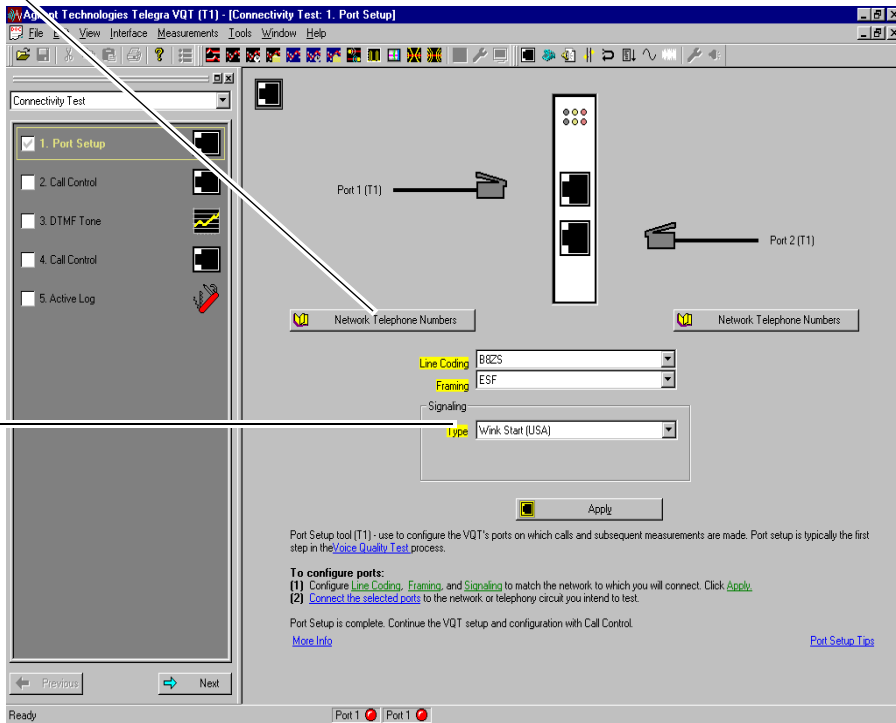 Agilent Technologies Telegra VQT (T1) - [Connectivity Test: 1. Port Setup]
File View Interface Measurements Tools Window Help
Connectivity Test
1. Port Setup
2. Call Control
3. DTMF Tone
4. Call Control
5. Active Log
Previous
Next
Port 1 (T1)
Port 2 (T1)
Network Telephone Numbers
Network Telephone Numbers
Line Coding B8ZS
Framing ESF
Signaling
Type Wink Start (USA)
Apply
Port Setup tool (T1) - use to configure the VQT's ports on which calls and subsequent measurements are made. Port setup is typically the first
step in theVoice Quality Test process.
To configure ports:
(1) Configure Line Coding, Framing, and Signaling to match the network to which you will connect. Click Apply.
(2) Connect the selected ports to the network or telephony circuit you intend to test.
Port Setup is complete. Continue the VQT setup and configuration with Call Control.
More Info
Port Setup Tips
Ready
Port 1
Port 1